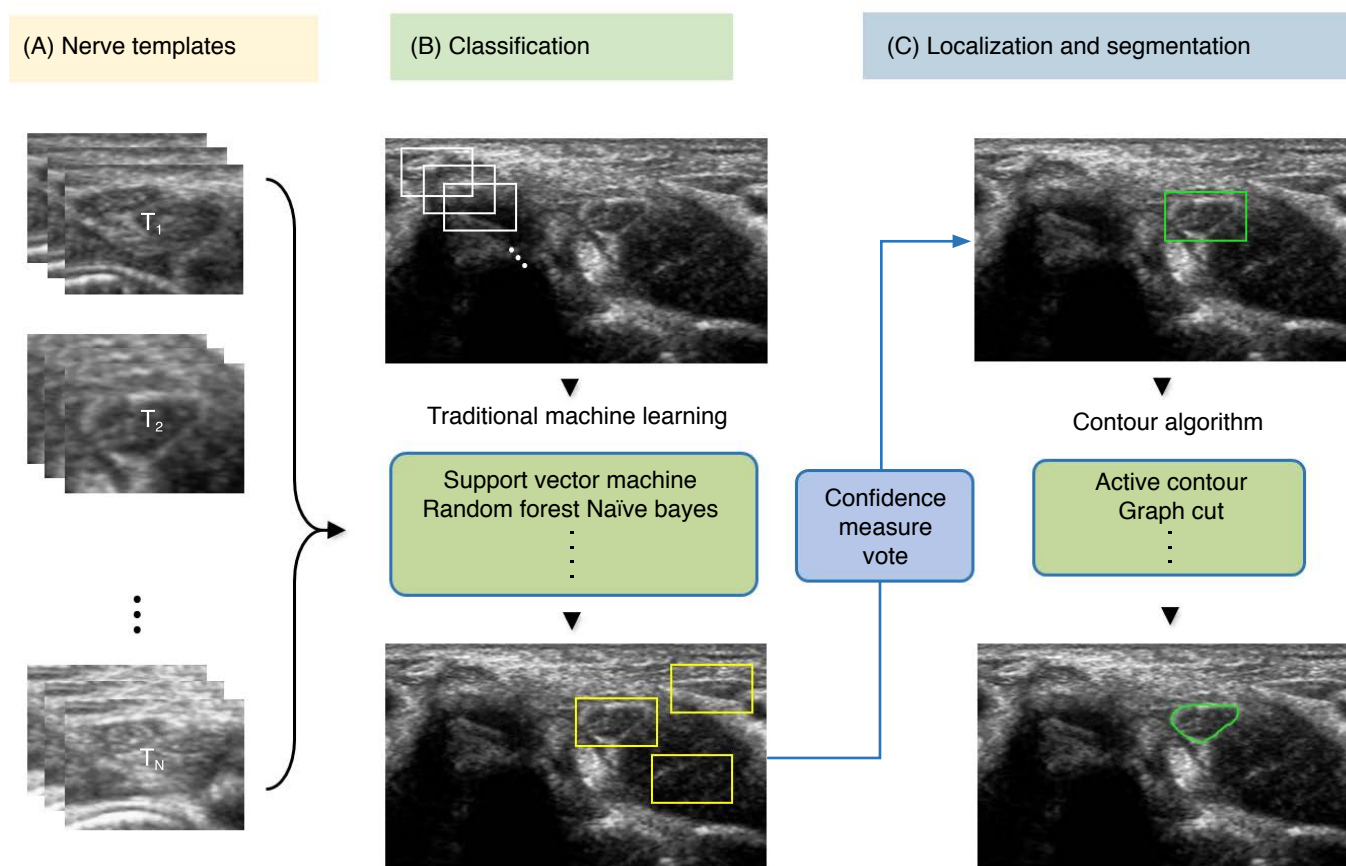 (A) Nerve templates
T1
T2
TN
(B) Classification
Traditional machine learning
Support vector machine
Random forest Naïve bayes
Confidence
measure
vote
(C) Localization and segmentation
Contour algorithm
Active contour
Graph cut